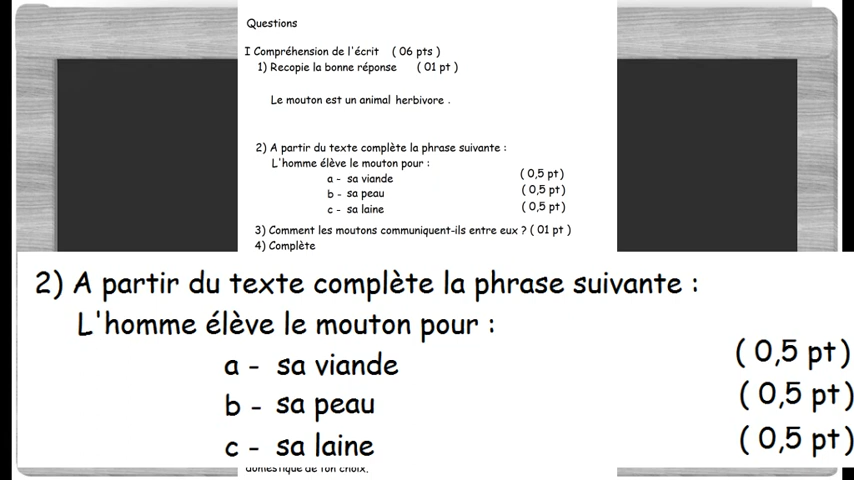 Questions
I Compréhension de l'écrit ( 06 pts )
1) Recopie la bonne réponse ( 01 pt )
Le mouton est un animal herbivore .
2) A partir du texte complète la phrase suivante :
L'homme élève le mouton pour :
a - sa viande ( 0,5 pt)
b - sa peau ( 0,5 pt)
c - sa laine ( 0,5 pt)
3) Comment les moutons communiquent-ils entre eux ? ( 01 pt )
4) Complète
2) A partir du texte complète la phrase suivante :
L'homme élève le mouton pour :
a - sa viande ( 0,5 pt)
b - sa peau ( 0,5 pt)
c - sa laine ( 0,5 pt)
domestique de ton choix.